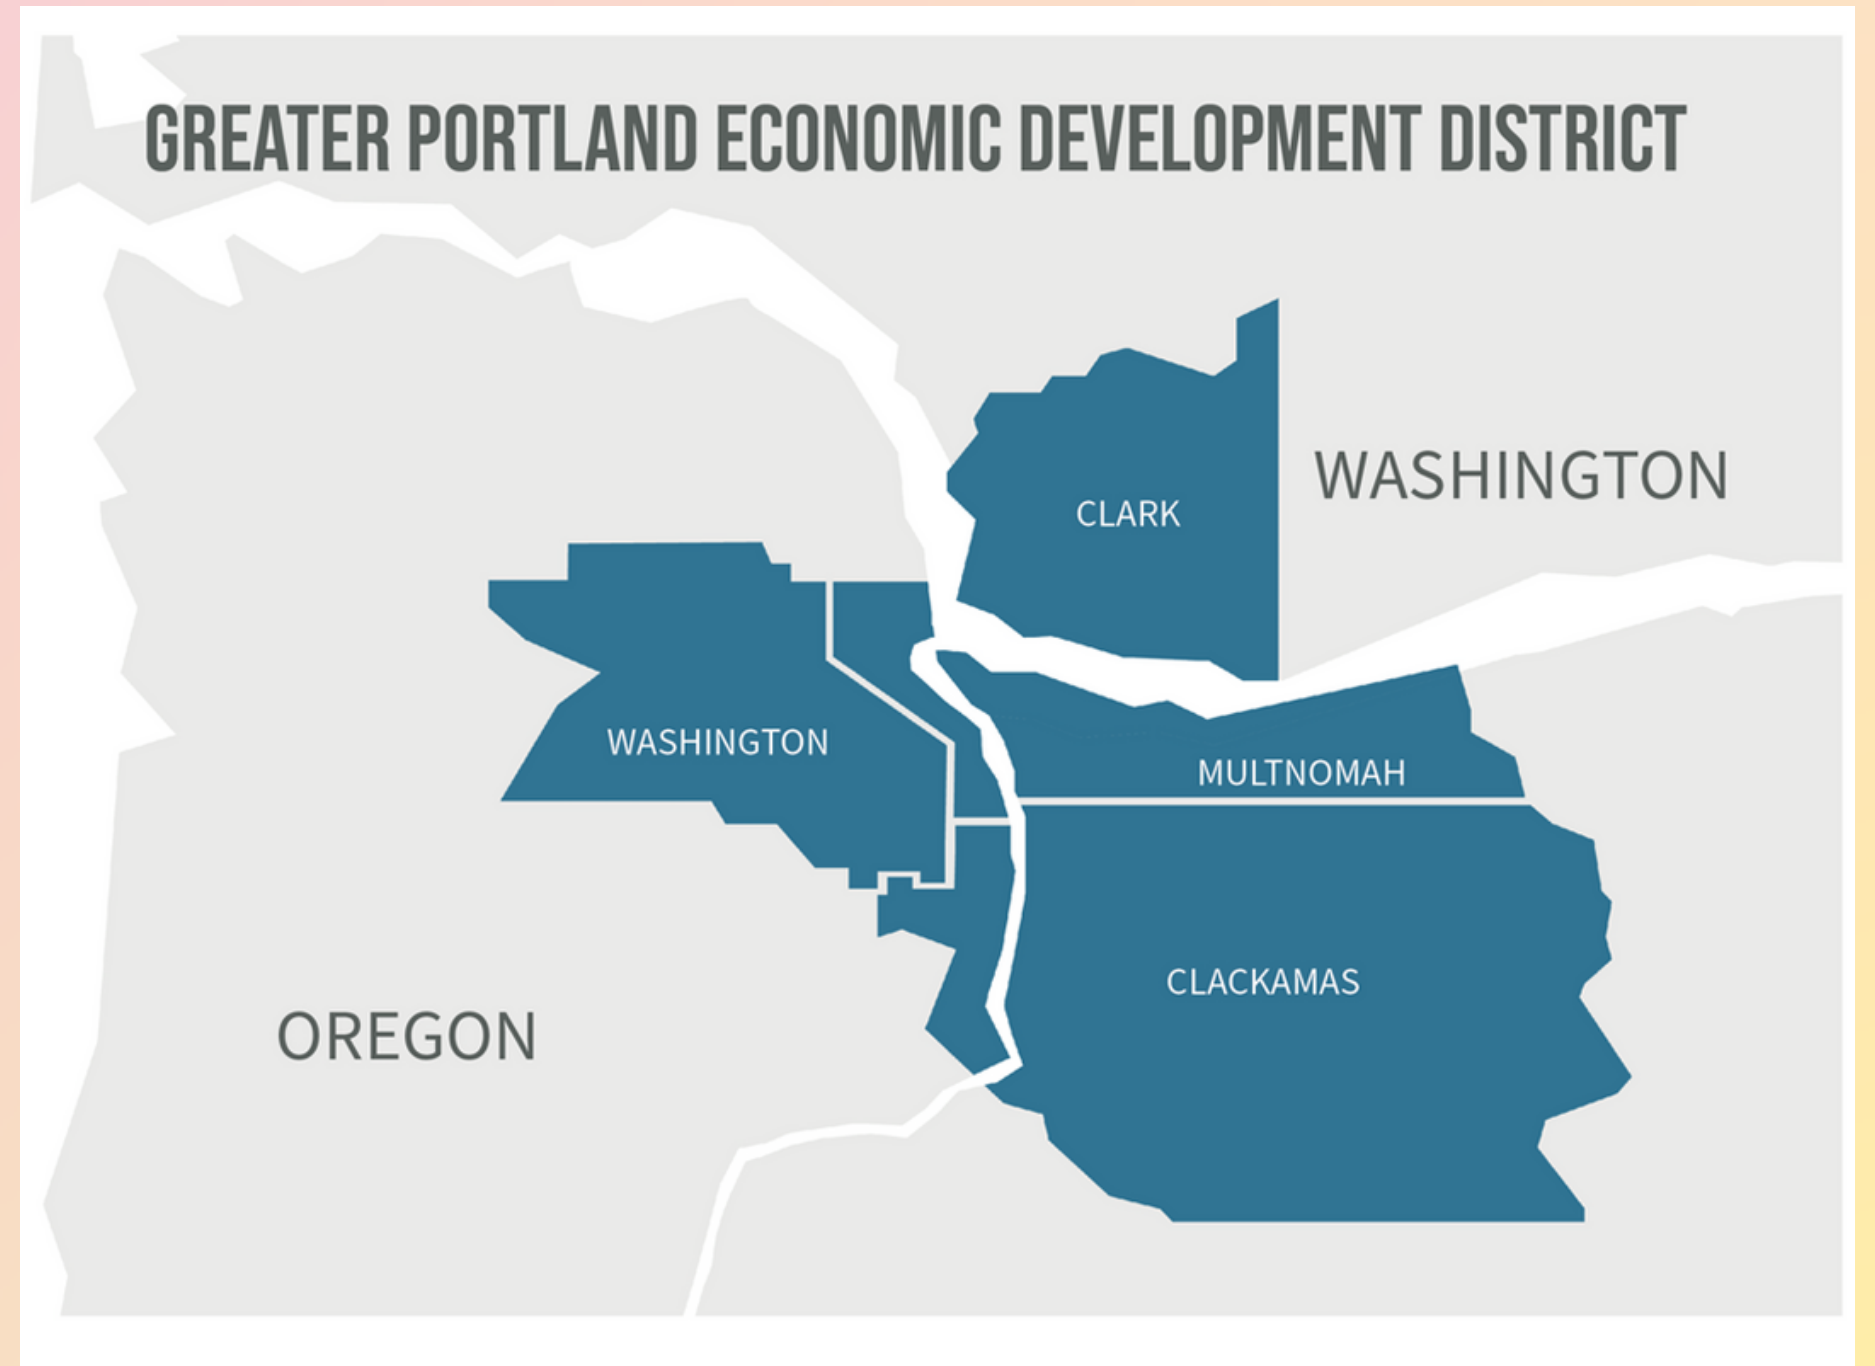 GREATER PORTLAND ECONOMIC DEVELOPMENT DISTRICT
WASHINGTON
CLARK
WASHINGTON
MULTNOMAH
CLACKAMAS
OREGON